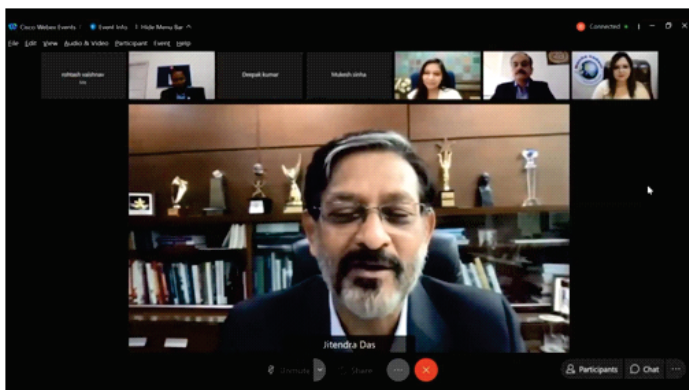 Cisco Webex Events Event Info Hide Menu Bar Connected
File Edit View Audio & Video Participant Event Help
rohtash vaishnav
Deepak kumar
Mukesh sinha
Jitendra Das
Unmute Share Participants Chat